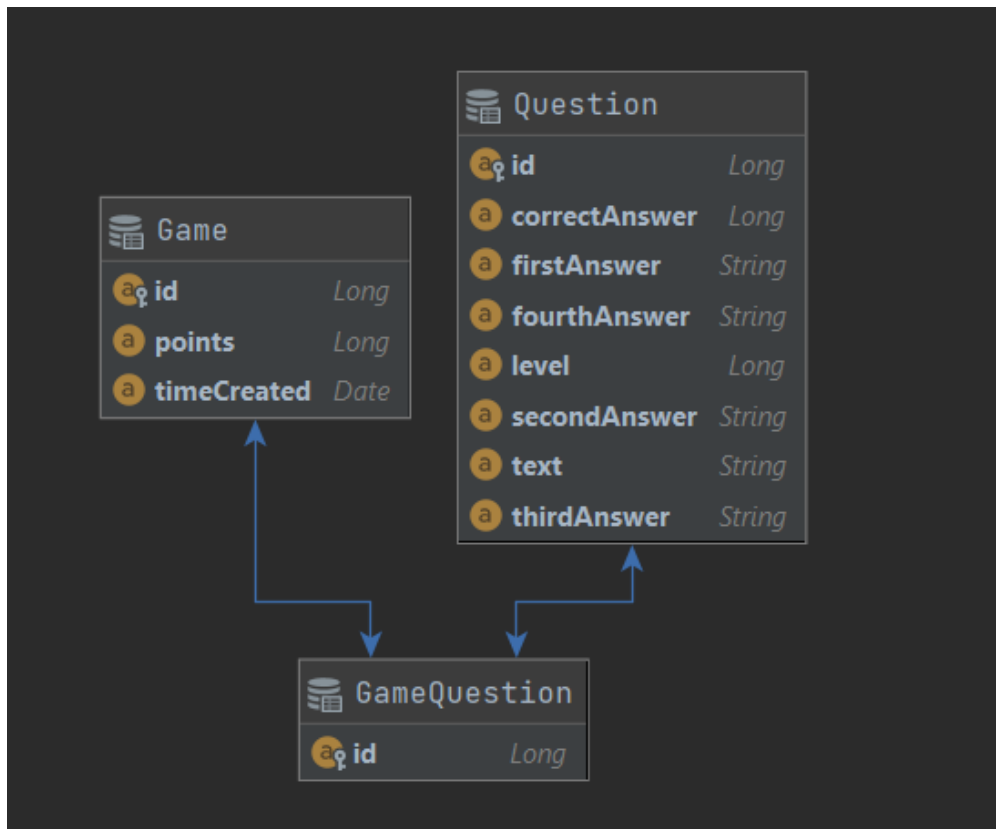 Question
id Long
correctAnswer Long
firstAnswer String
fourthAnswer String
level Long
secondAnswer String
text String
thirdAnswer String
Game
id Long
points Long
timeCreated Date
GameQuestion
id Long